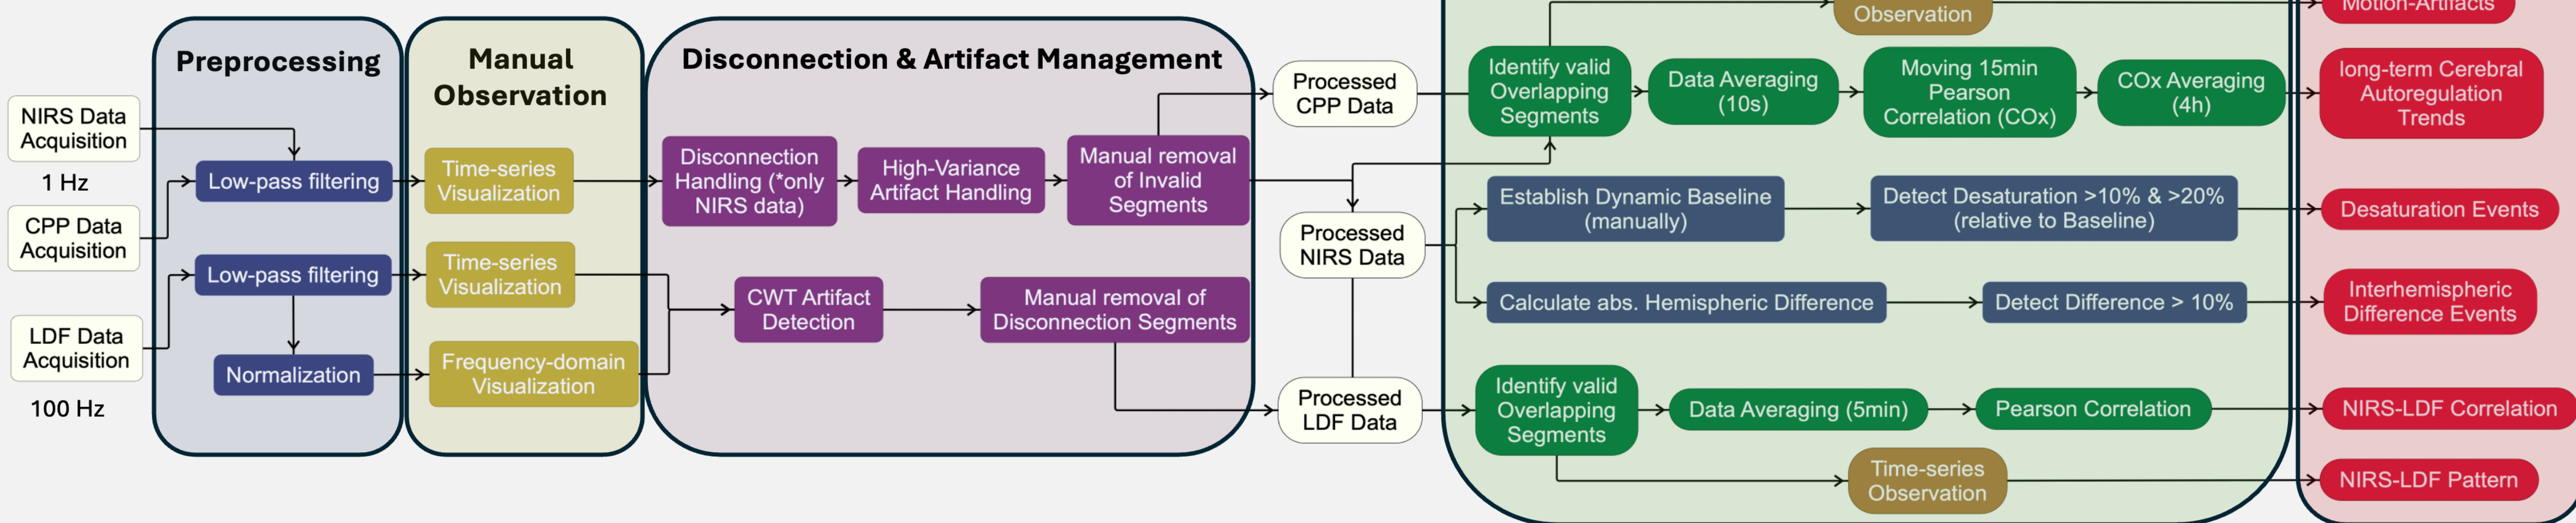 Preprocessing
NIRS Data
Acquisition
1 Hz
CPP Data
Acquisition
LDF Data
Acquisition
100 Hz
Low-pass filtering
Low-pass filtering
Normalization
Manual
Observation
Time-series
Visualization
Time-series
Visualization
Frequency-domain
Visualization
Disconnection & Artifact Management
Disconnection
Handling (*only
NIRS data)
High-Variance
Artifact Handling
Manual removal
of Invalid
Segments
CWT Artifact
Detection
Manual removal of
Disconnection Segments
Processed
CPP Data
Processed
NIRS Data
Processed
LDF Data
Observation
Motion-Artifacts
Identify valid
Overlapping
Segments
Data Averaging
(10s)
Moving 15min
Pearson
Correlation (COx)
COx Averaging
(4h)
long-term Cerebral
Autoregulation
Trends
Establish Dynamic Baseline
(manually)
Detect Desaturation >10% & >20%
(relative to Baseline)
Desaturation Events
Calculate abs. Hemispheric Difference
Detect Difference > 10%
Interhemispheric
Difference Events
Identify valid
Overlapping
Segments
Data Averaging (5min)
Pearson Correlation
NIRS-LDF Correlation
Time-series
Observation
NIRS-LDF Pattern